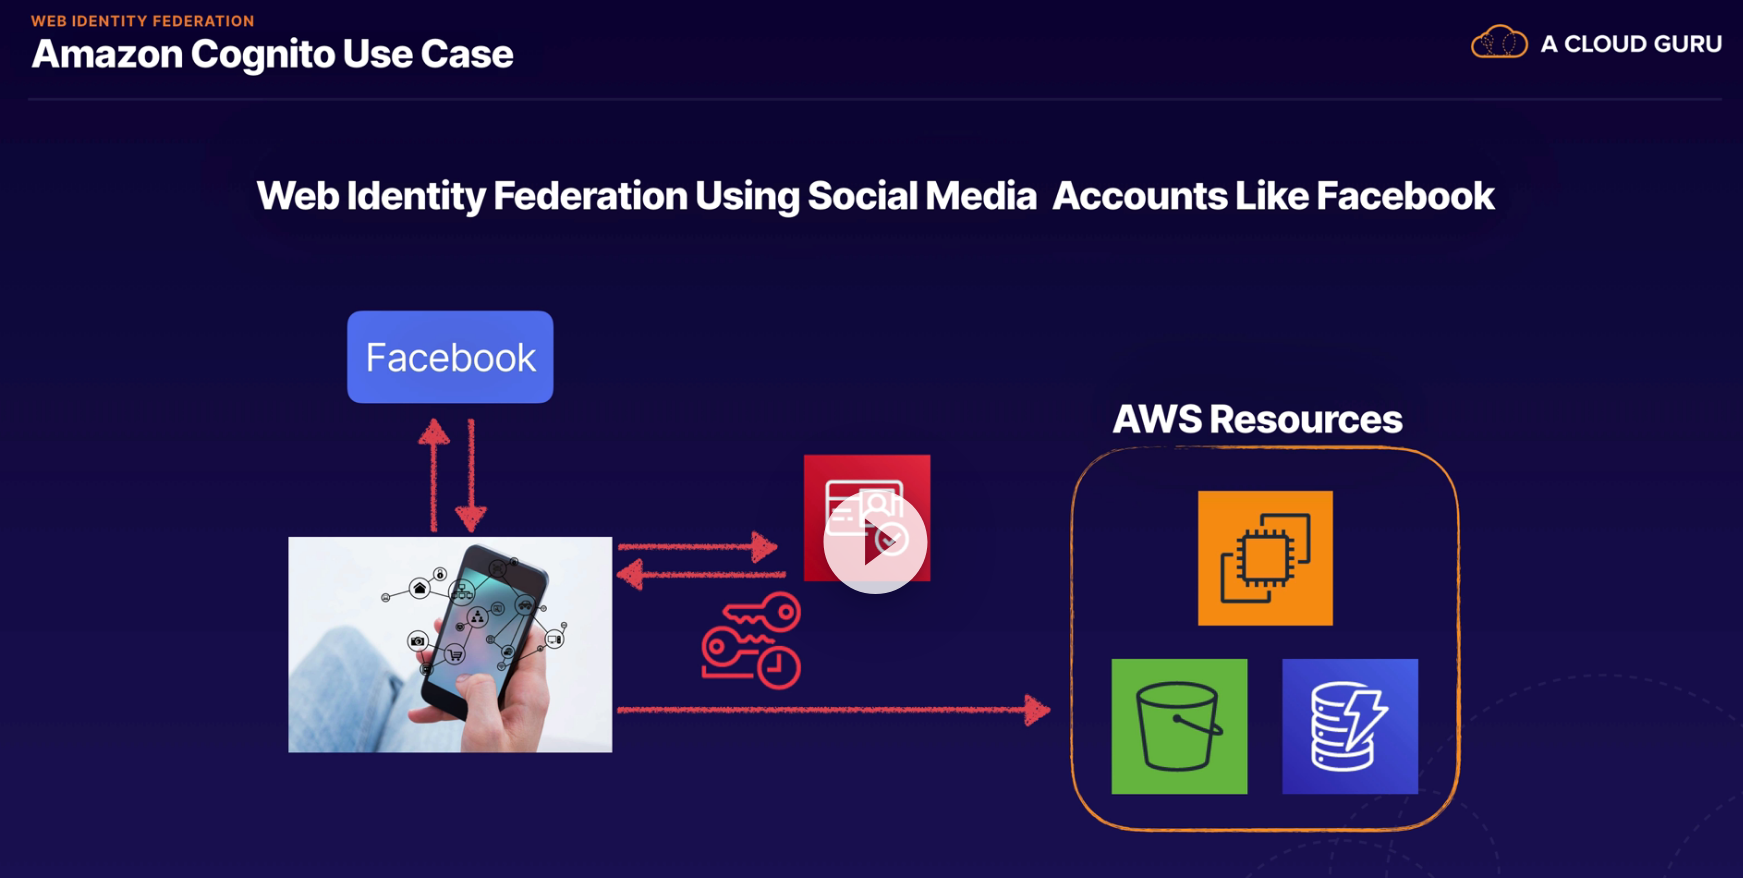 WEB IDENTITY FEDERATION
Amazon Cognito Use Case
A CLOUD GURU
Web Identity Federation Using Social Media Accounts Like Facebook
Facebook
AWS Resources